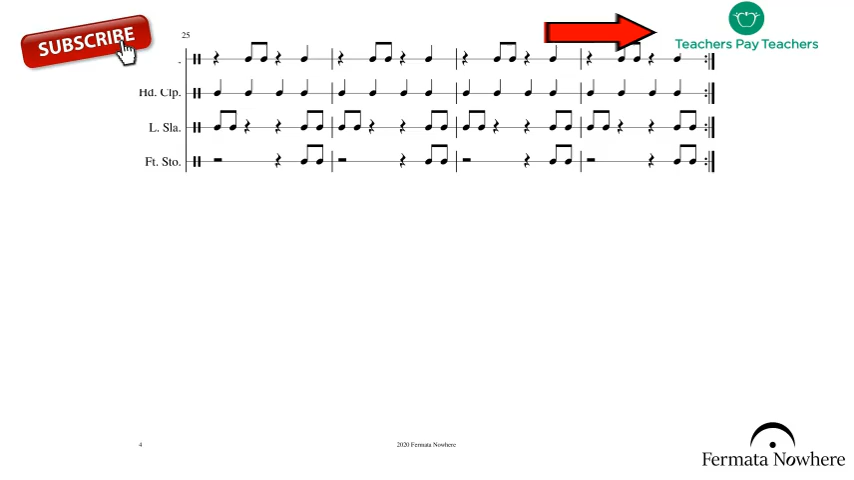 SUBSCRIBE
Teachers Pay Teachers
25
Hd. Clp.
L. Sla.
Ft. Sto.
4
2020 Fermata Nowhere
Fermata Nowhere